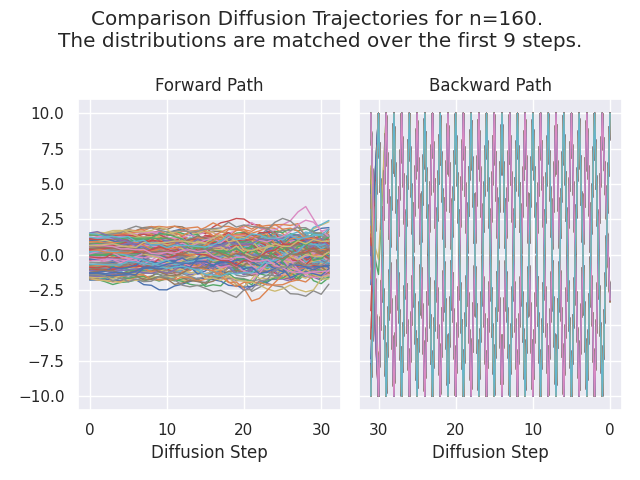 Comparison Diffusion Trajectories for n=160.
The distributions are matched over the first 9 steps.
Forward Path
Backward Path
10.0
7.5
5.0
2.5
0.0
−2.5
−5.0
−7.5
−10.0
0 10 20 30
30 20 10 0
Diffusion Step
Diffusion Step